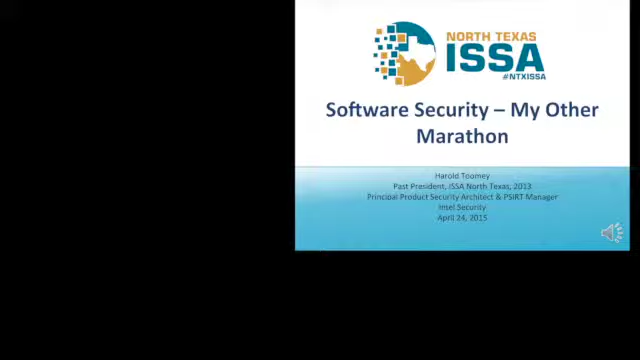 NORTH TEXAS
ISSA
#NTXISSA
Software Security – My Other
Marathon
Harold Toomey
Past President, ISSA North Texas, 2013
Principal Product Security Architect & PSIRT Manager
Intel Security
April 24, 2015